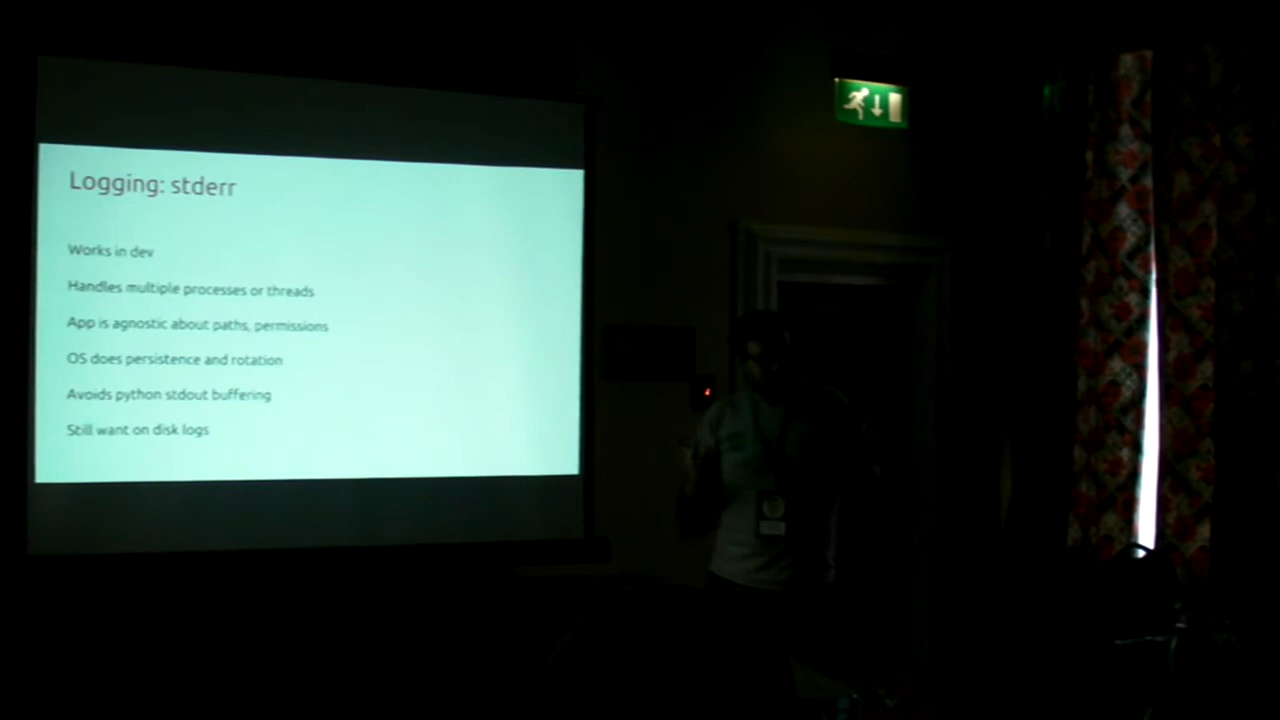 Logging: stderr
Works in dev
Handles multiple processes or threads
App is agnostic about paths, permissions
OS does persistence and rotation
Avoids python stdout buffering
Still want on disk logs